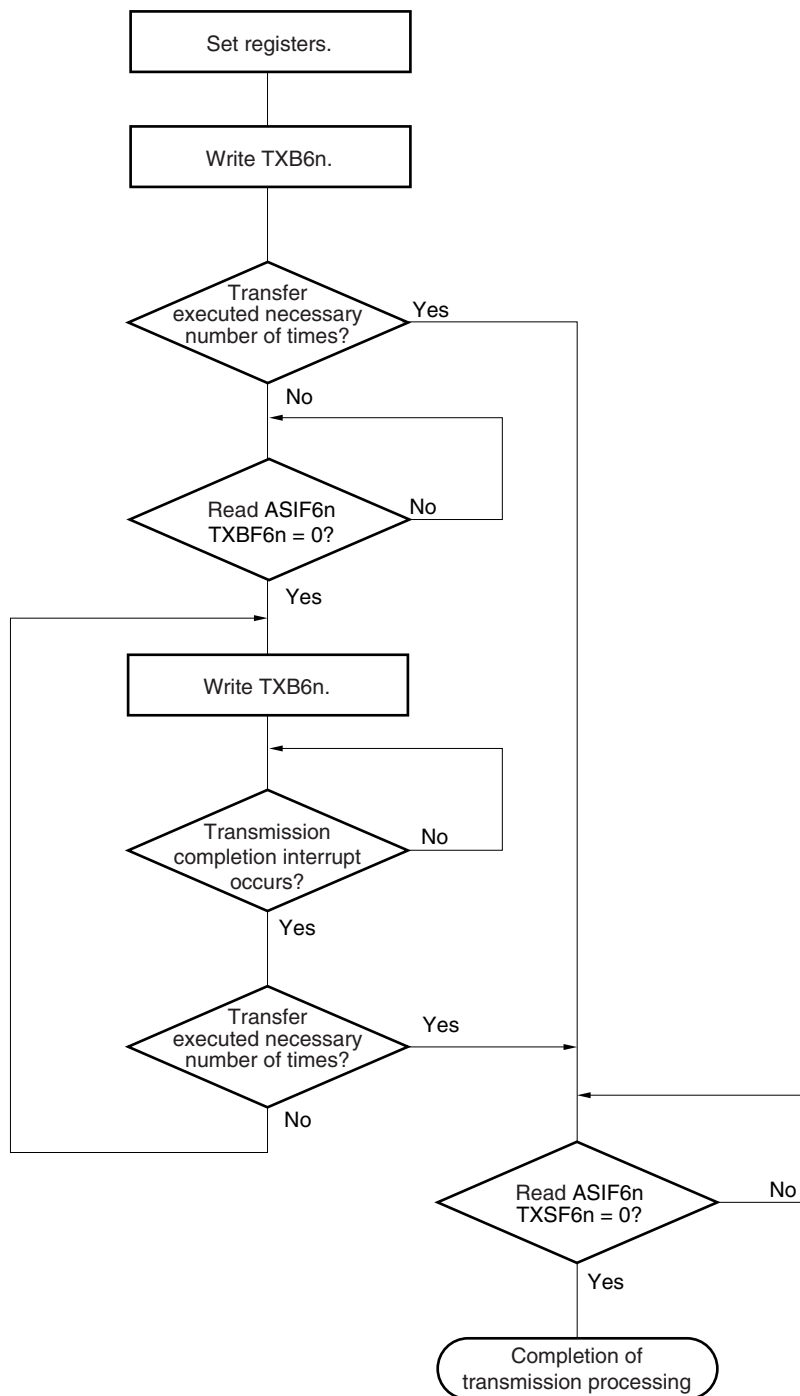 Set registers.
Write TXB6n.
Transfer
executed necessary
number of times?
Yes
No
Read ASIF6n
TXBF6n = 0?
No
Yes
Write TXB6n.
Transmission
completion interrupt
occurs?
No
Yes
Transfer
executed necessary
number of times?
Yes
No
Read ASIF6n
TXSF6n = 0?
No
Yes
Completion of
transmission processing